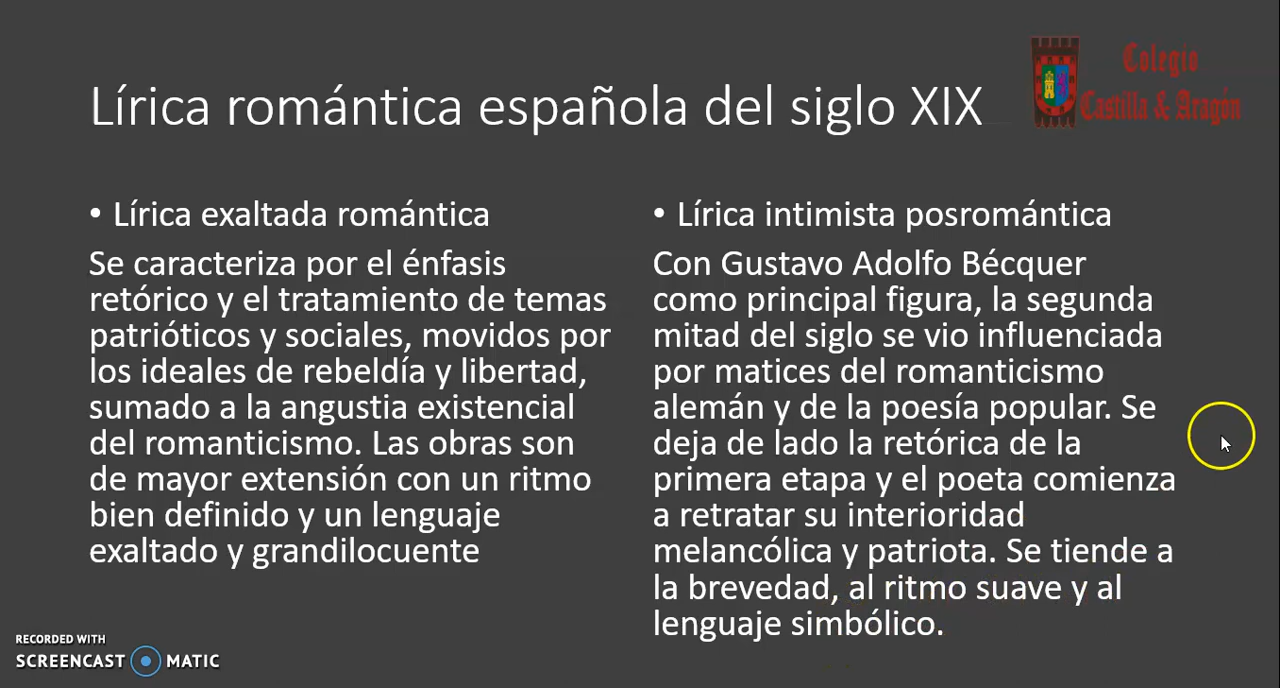 Colegio
Castilla & Aragón
Lírica romántica española del siglo XIX
• Lírica exaltada romántica
Se caracteriza por el énfasis
retórico y el tratamiento de temas
patrióticos y sociales, movidos por
los ideales de rebeldía y libertad,
sumado a la angustia existencial
del romanticismo. Las obras son
de mayor extensión con un ritmo
bien definido y un lenguaje
exaltado y grandilocuente
• Lírica intimista posromántica
Con Gustavo Adolfo Bécquer
como principal figura, la segunda
mitad del siglo se vio influenciada
por matices del romanticismo
alemán y de la poesía popular. Se
deja de lado la retórica de la
primera etapa y el poeta comienza
a retratar su interioridad
melancólica y patriota. Se tiende a
la brevedad, al ritmo suave y al
lenguaje simbólico.
RECORDED WITH
SCREENCAST MATIC